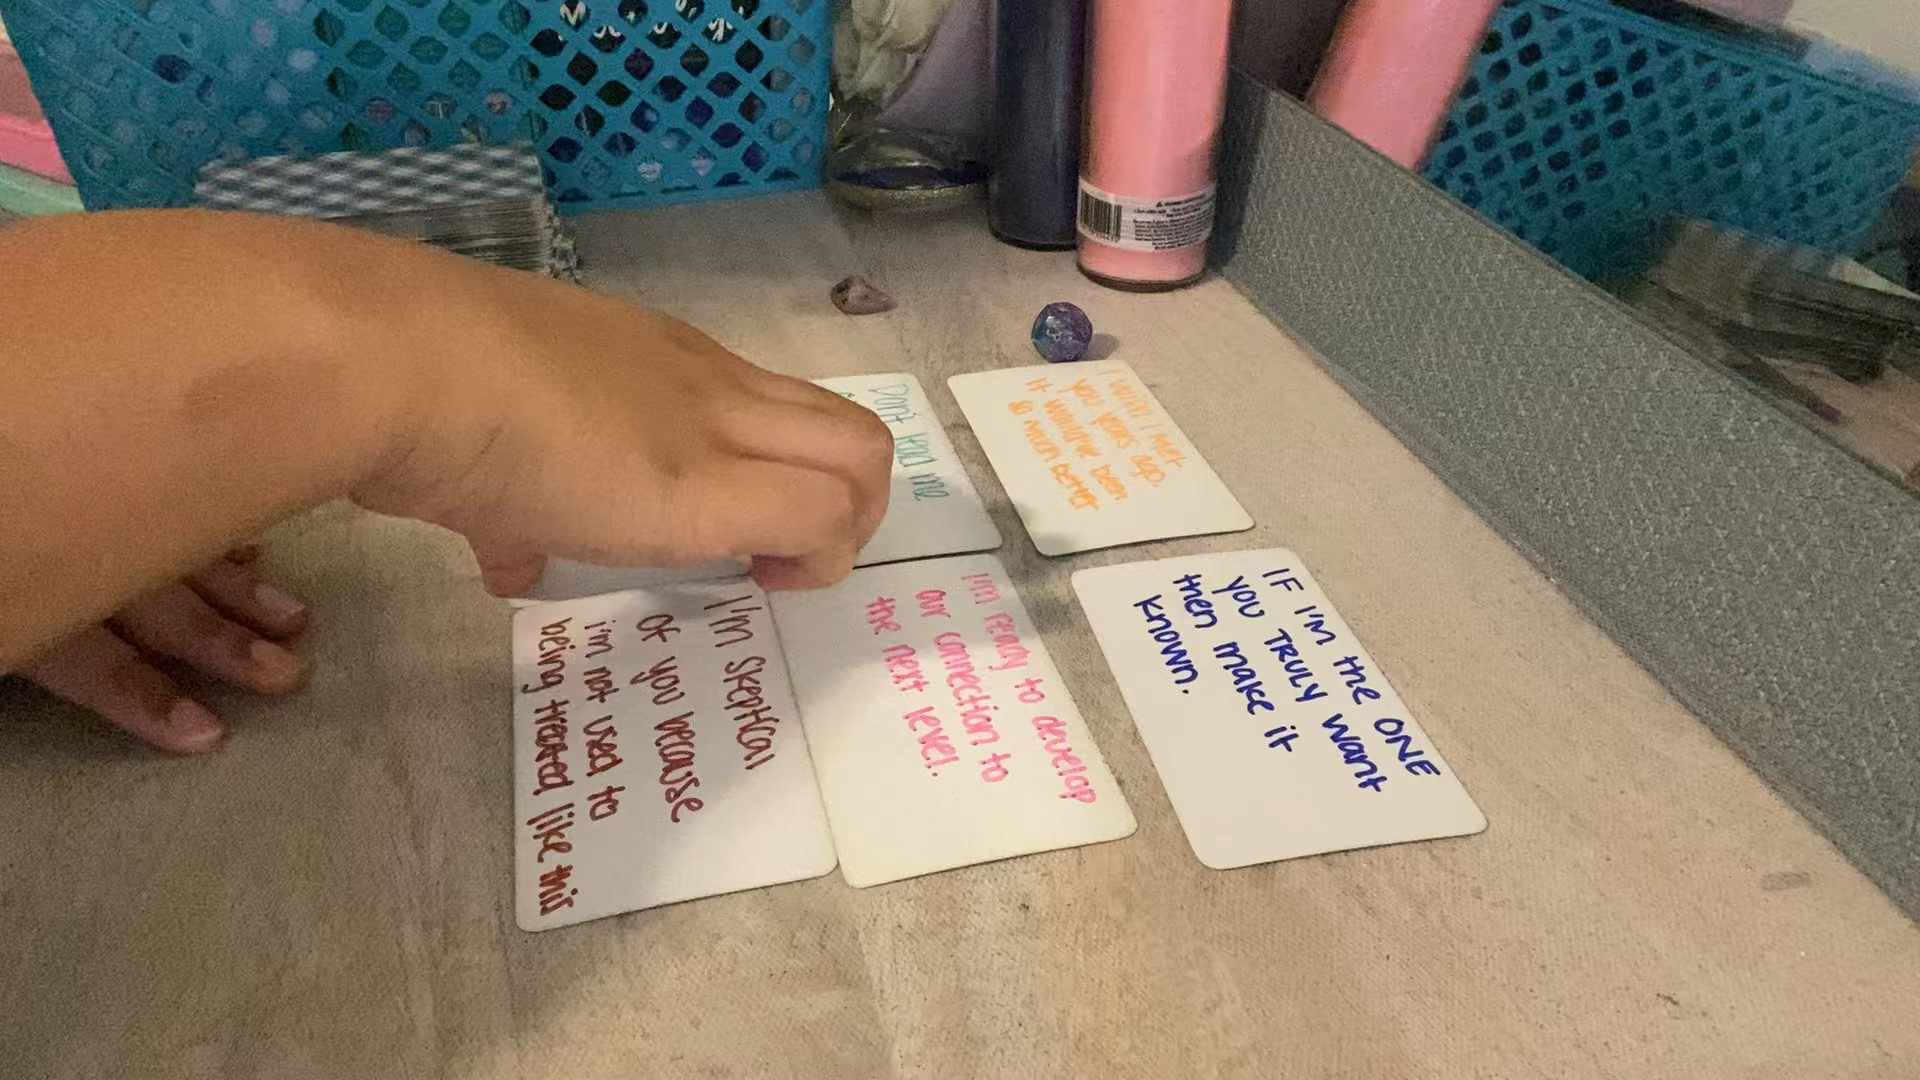 Don't lead me
I wish I met
you years ago.
it would've been
so much better
I'm skeptical
of you because
i'm not used to
being treated like this
I'm ready to develop
our connection to
the next level.
IF I'M the ONE
you TRULY want
then make it
known.